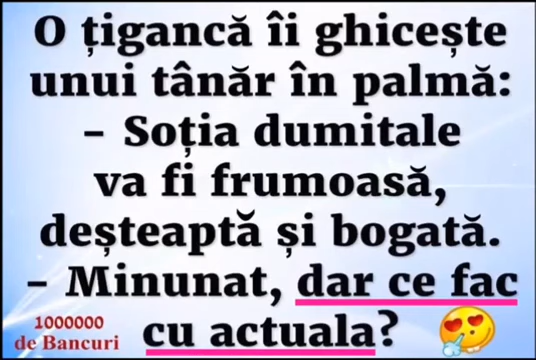 O țigancă îi ghicește
unui tânăr în palmă:
– Soția dumitale
va fi frumoasă,
deșteaptă și bogată.
– Minunat, dar ce fac
cu actuala?
1000000
de Bancuri